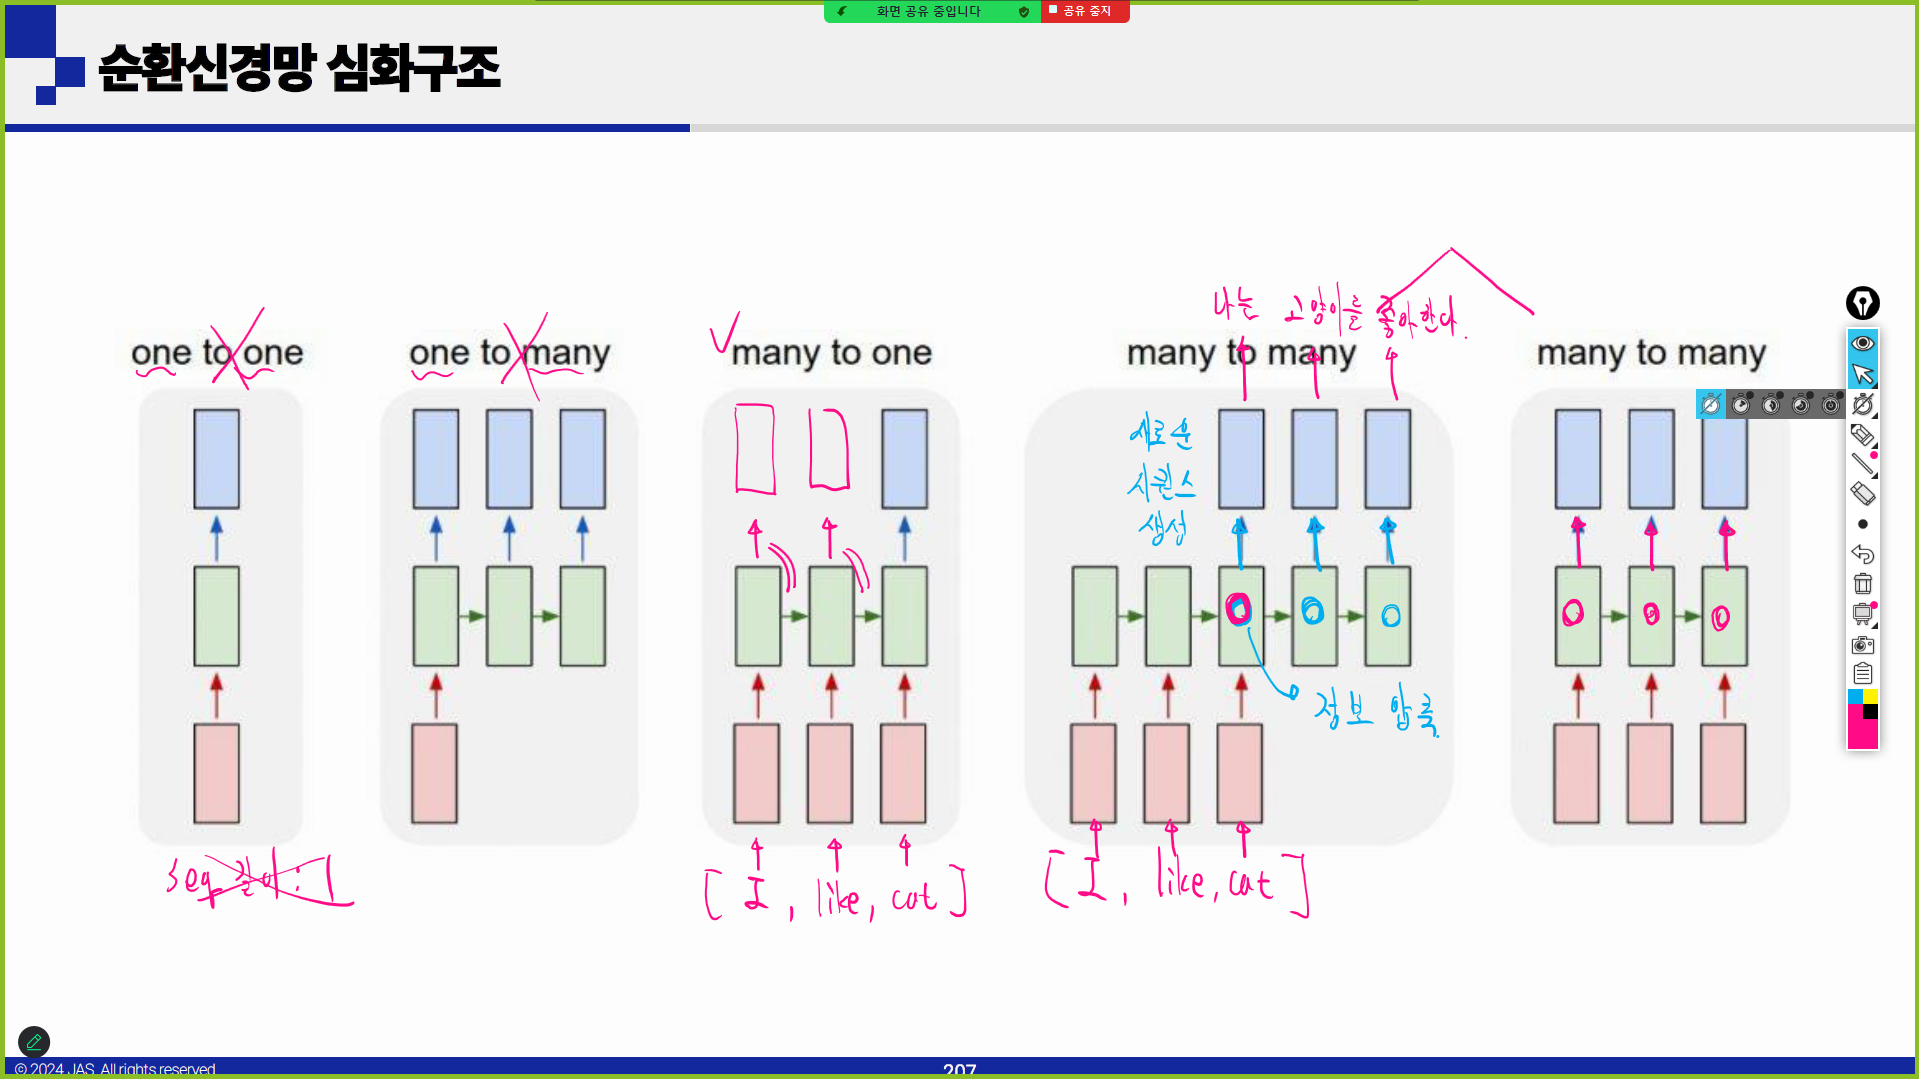 화면 공유 중입니다
공유 중지
순환신경망 심화구조
나는 고양이를 좋아한다.
one to one
one to many
many to one
many to many
many to many
새로운
시퀀스
생성
정보 압축.
seq 길이 : 1
[ I , like, cat ]
[ I , like, cat ]
© 2024 JAS. All rights reserved
207